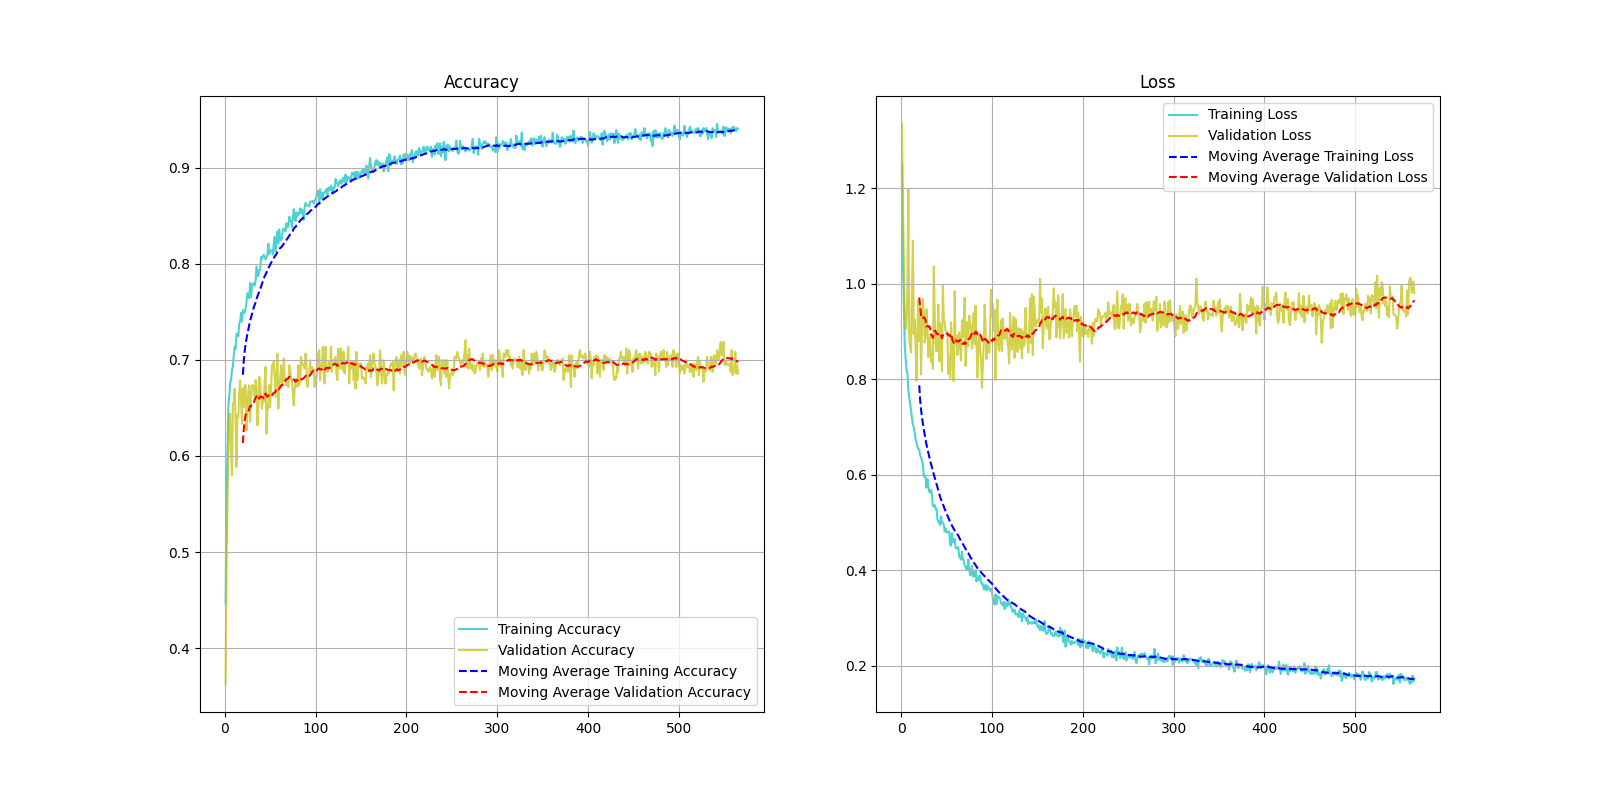 Accuracy
0.9
0.8
0.7
0.6
0.5
0.4
0
100
200
300
400
500
Training Accuracy
Validation Accuracy
Moving Average Training Accuracy
Moving Average Validation Accuracy
Loss
1.2
1.0
0.8
0.6
0.4
0.2
0
100
200
300
400
500
Training Loss
Validation Loss
Moving Average Training Loss
Moving Average Validation Loss